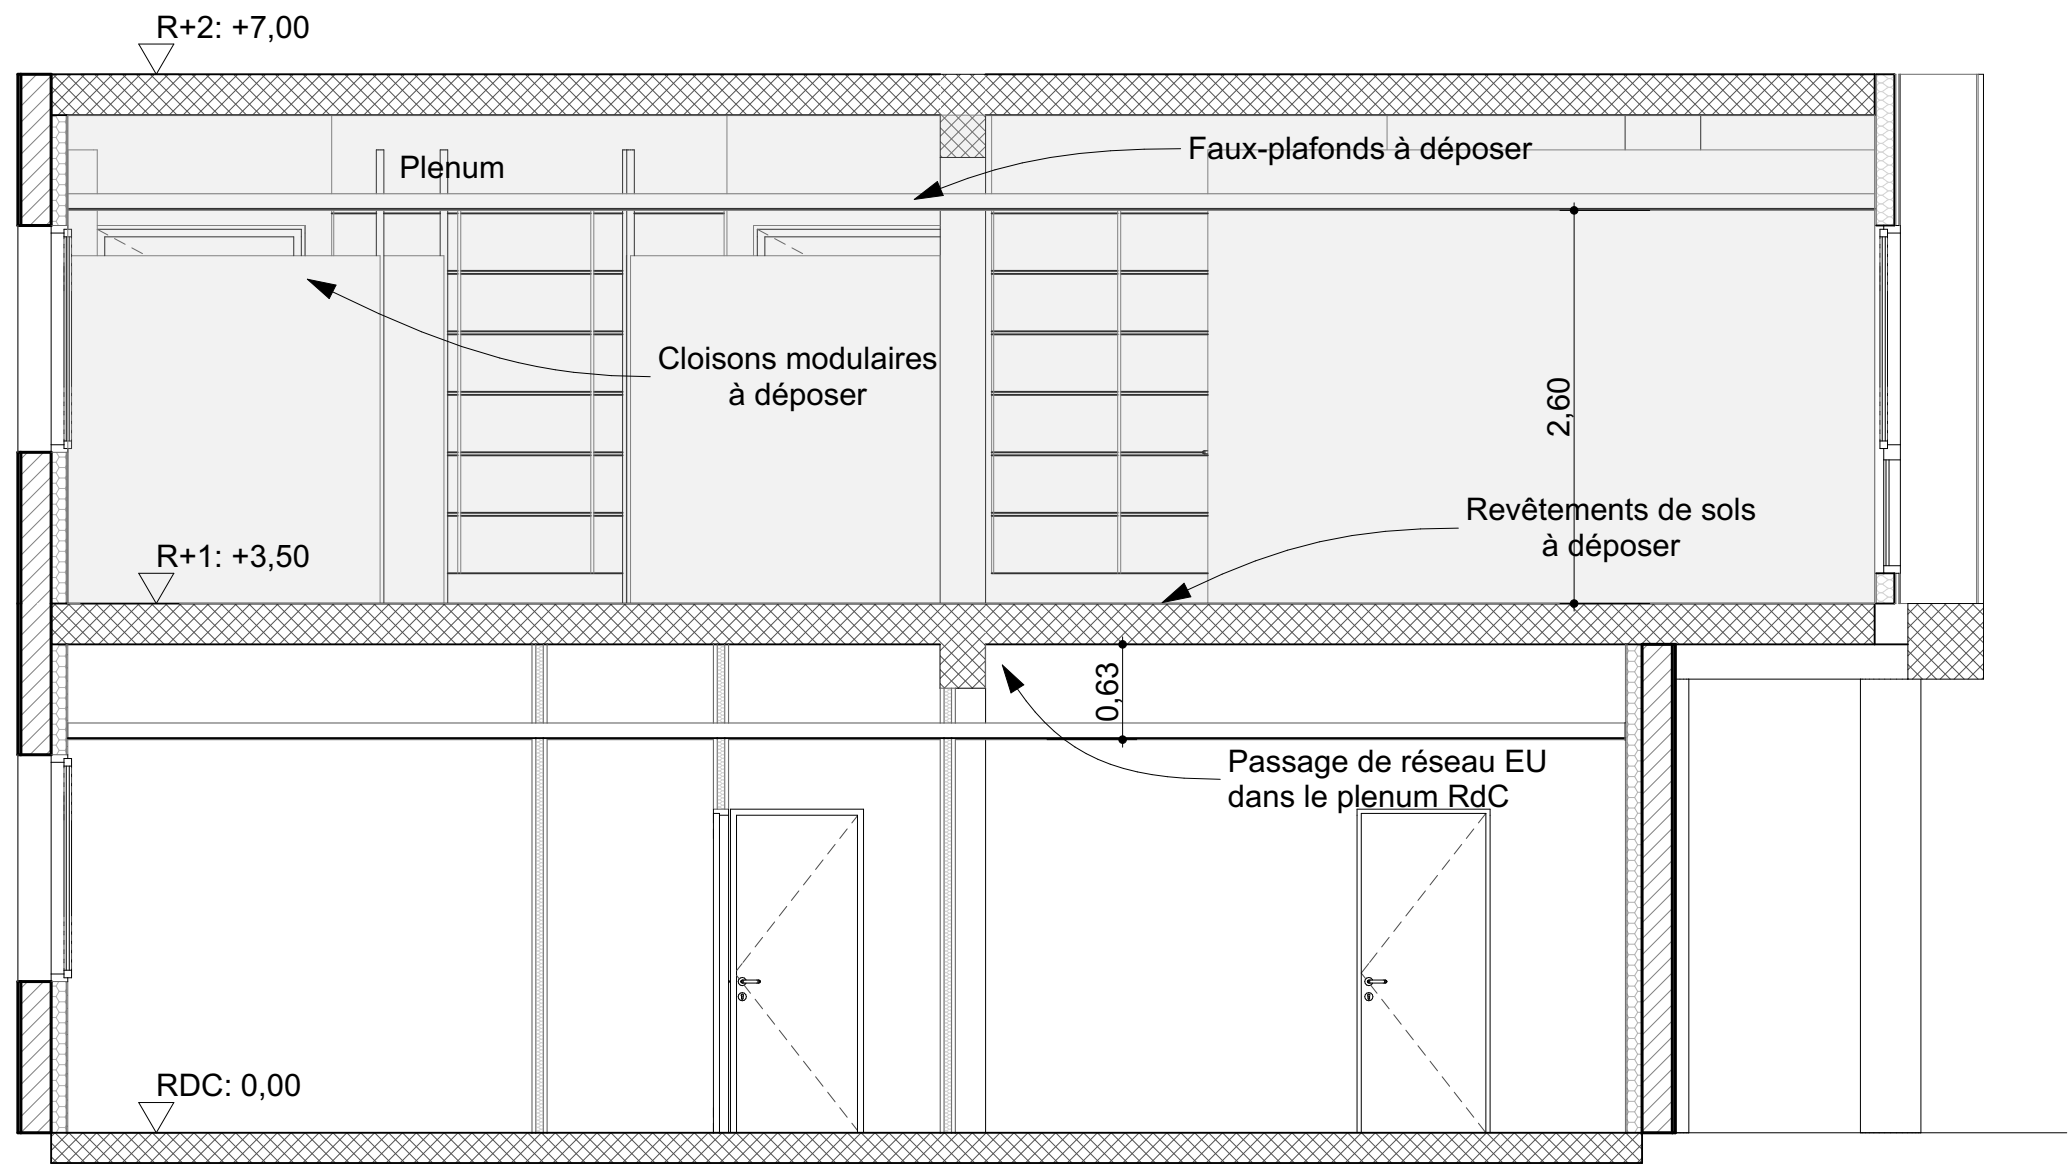 R+2: +7,00
Plenum
Faux-plafonds à déposer
Cloisons modulaires
à déposer
2,60
Revêtements de sols
à déposer
R+1: +3,50
0,63
Passage de réseau EU
dans le plenum RdC
RDC: 0,00